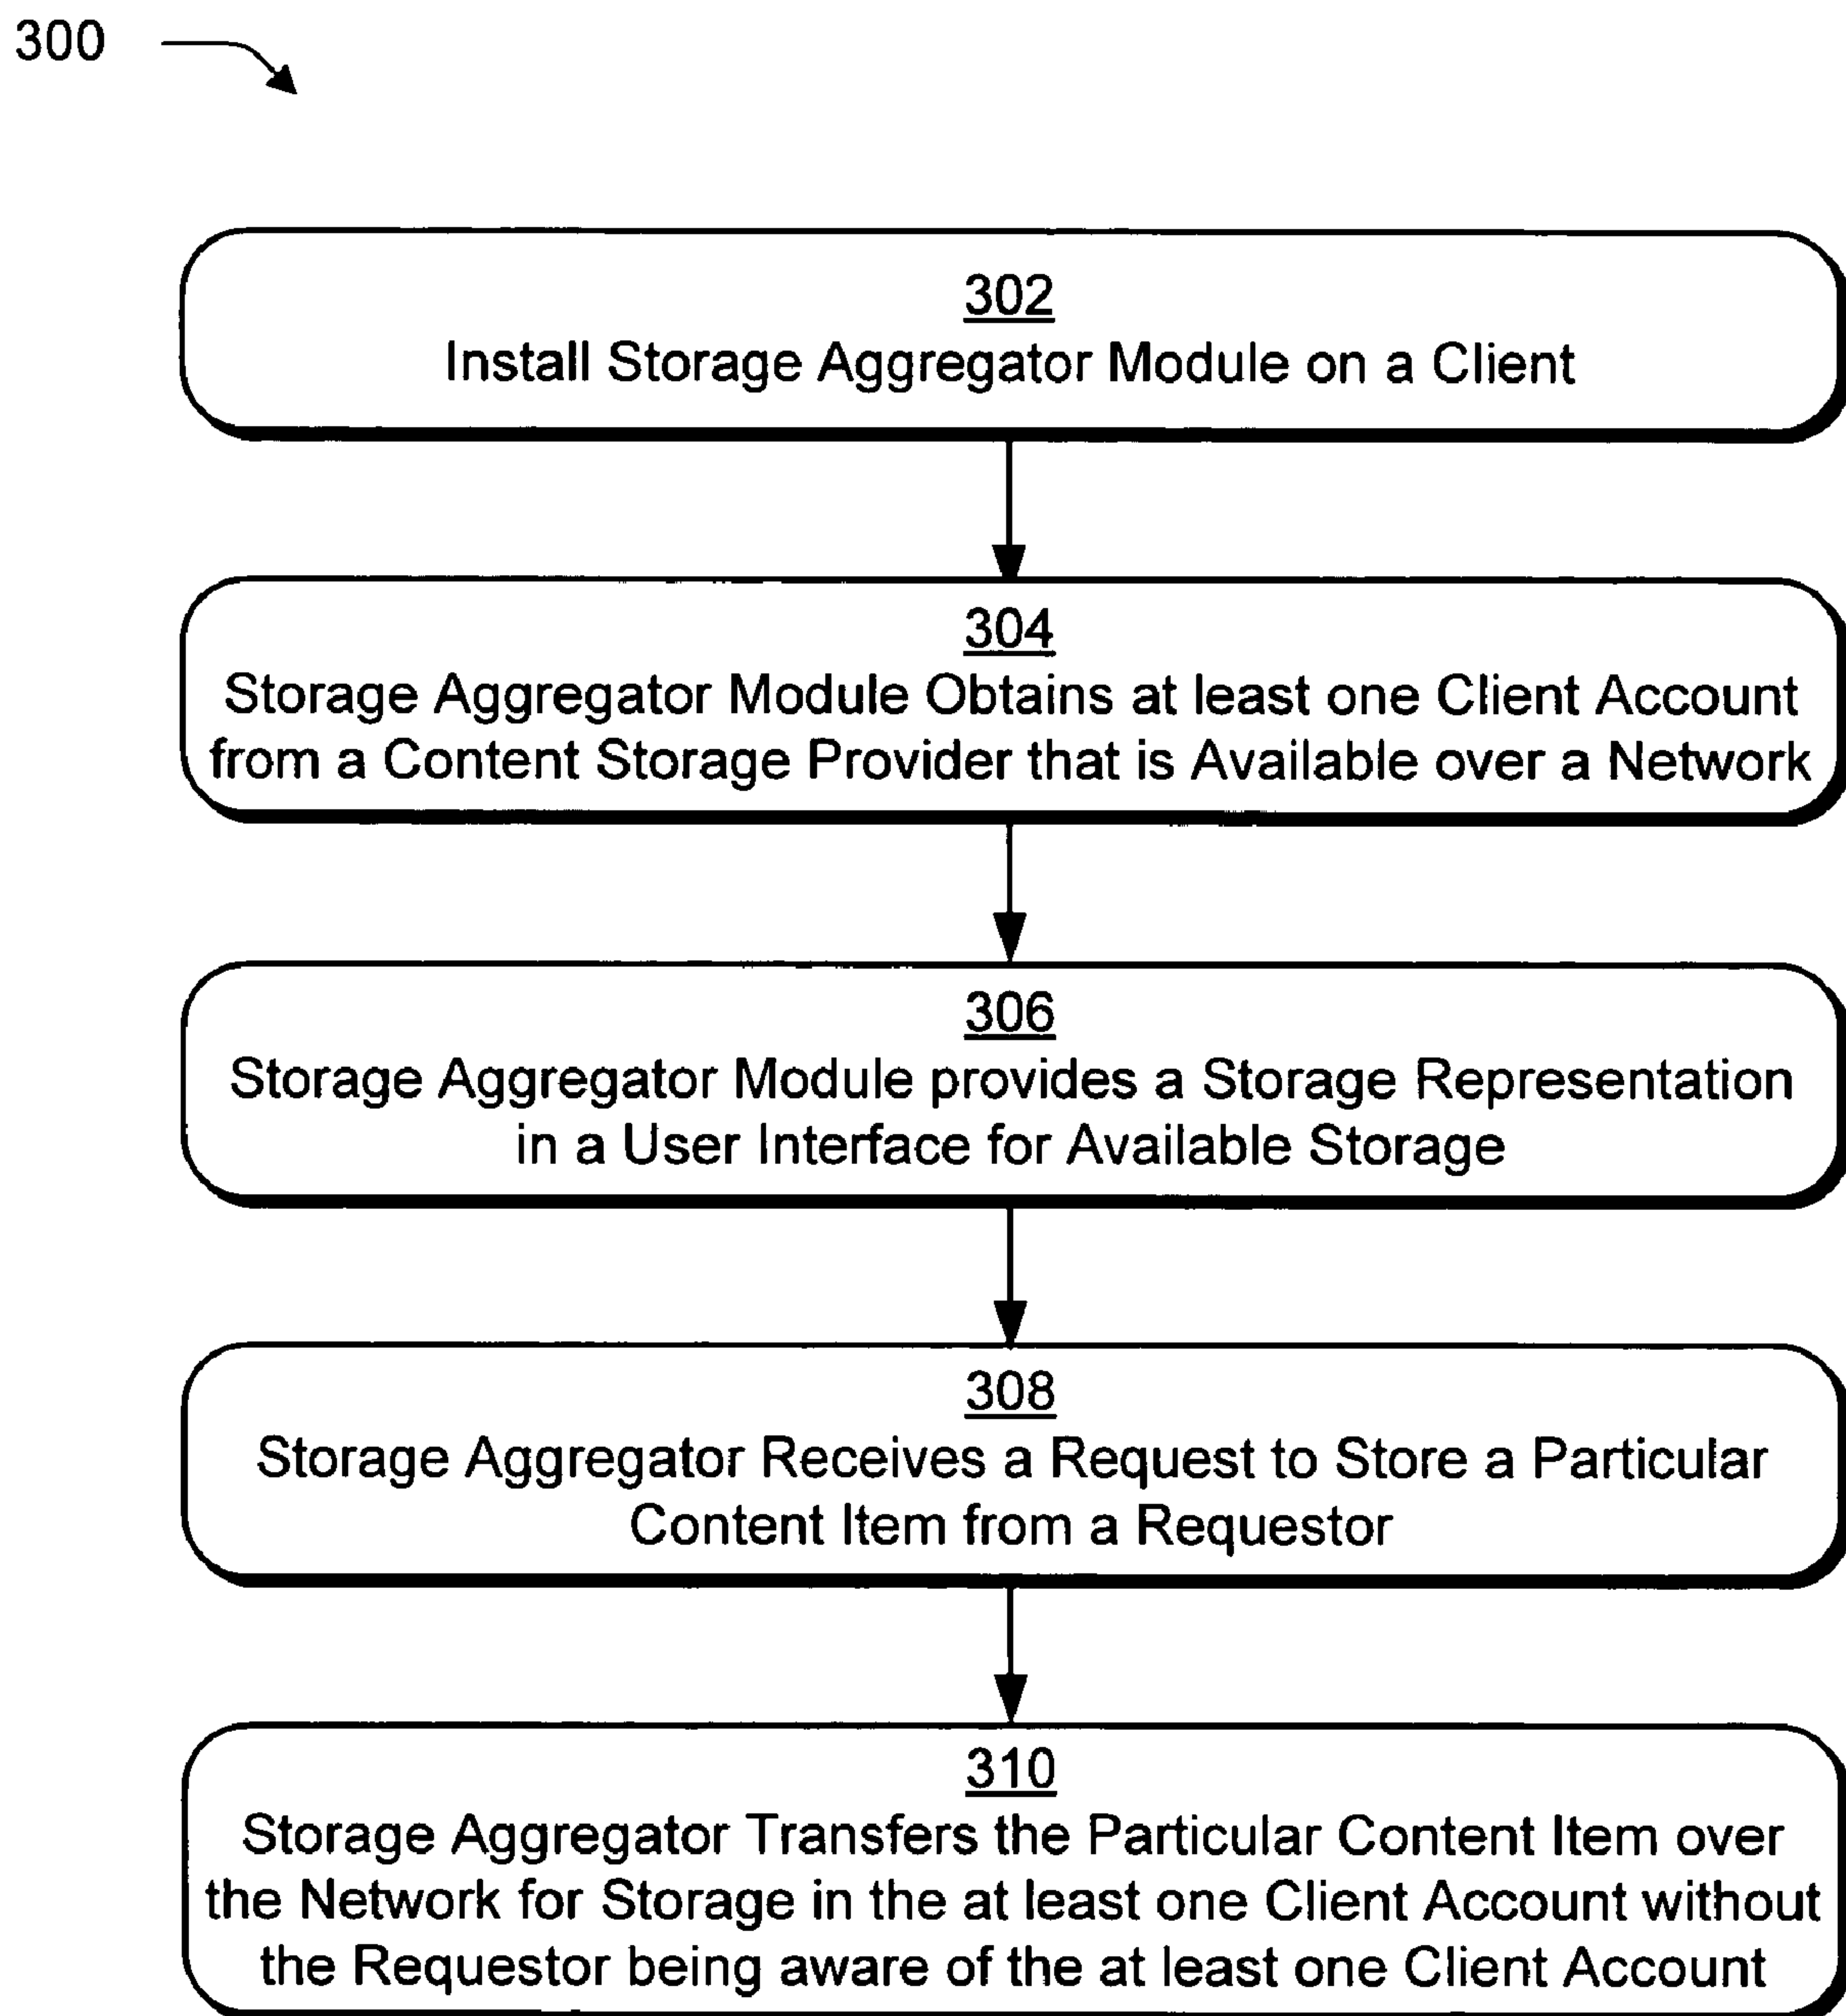 300
302
Install Storage Aggregator Module on a Client
304
Storage Aggregator Module Obtains at least one Client Account
from a Content Storage Provider that is Available over a Network
306
Storage Aggregator Module provides a Storage Representation
in a User Interface for Available Storage
308
Storage Aggregator Receives a Request to Store a Particular
Content Item from a Requestor
310
Storage Aggregator Transfers the Particular Content Item over
the Network for Storage in the at least one Client Account without
the Requestor being aware of the at least one Client Account